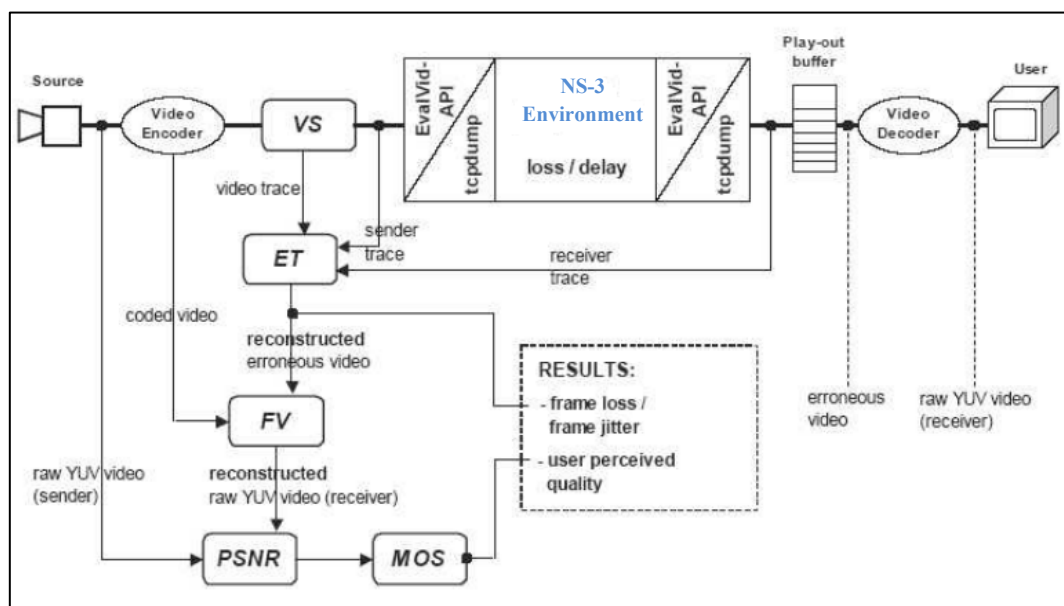 Source
Video
Encoder
VS
EvalVid-
API
tcpdump
NS-3
Environment
loss / delay
EvalVid-
API
tcpdump
Play-out
buffer
Video
Decoder
User
video trace
sender
trace
ET
receiver
trace
coded video
reconstructed
erroneous video
RESULTS:
- frame loss /
frame jitter
- user perceived
quality
erroneous
video
raw YUV video
(receiver)
FV
raw YUV video
(sender)
reconstructed
raw YUV video (receiver)
PSNR
MOS